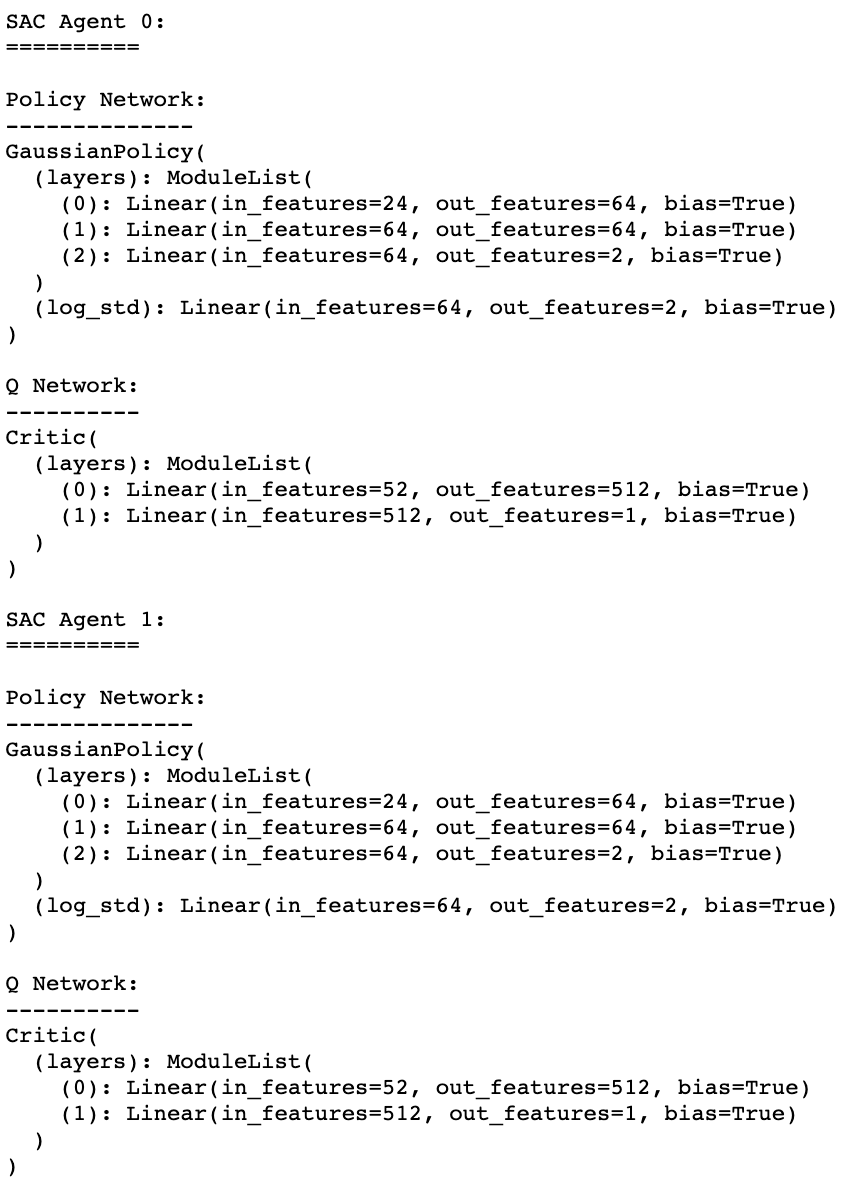 SAC Agent 0:
==========
Policy Network:
--------------
GaussianPolicy(
  (layers): ModuleList(
    (0): Linear(in_features=24, out_features=64, bias=True)
    (1): Linear(in_features=64, out_features=64, bias=True)
    (2): Linear(in_features=64, out_features=2, bias=True)
  )
  (log_std): Linear(in_features=64, out_features=2, bias=True)
)
Q Network:
----------
Critic(
  (layers): ModuleList(
    (0): Linear(in_features=52, out_features=512, bias=True)
    (1): Linear(in_features=512, out_features=1, bias=True)
  )
)
SAC Agent 1:
==========
Policy Network:
--------------
GaussianPolicy(
  (layers): ModuleList(
    (0): Linear(in_features=24, out_features=64, bias=True)
    (1): Linear(in_features=64, out_features=64, bias=True)
    (2): Linear(in_features=64, out_features=2, bias=True)
  )
  (log_std): Linear(in_features=64, out_features=2, bias=True)
)
Q Network:
----------
Critic(
  (layers): ModuleList(
    (0): Linear(in_features=52, out_features=512, bias=True)
    (1): Linear(in_features=512, out_features=1, bias=True)
  )
)